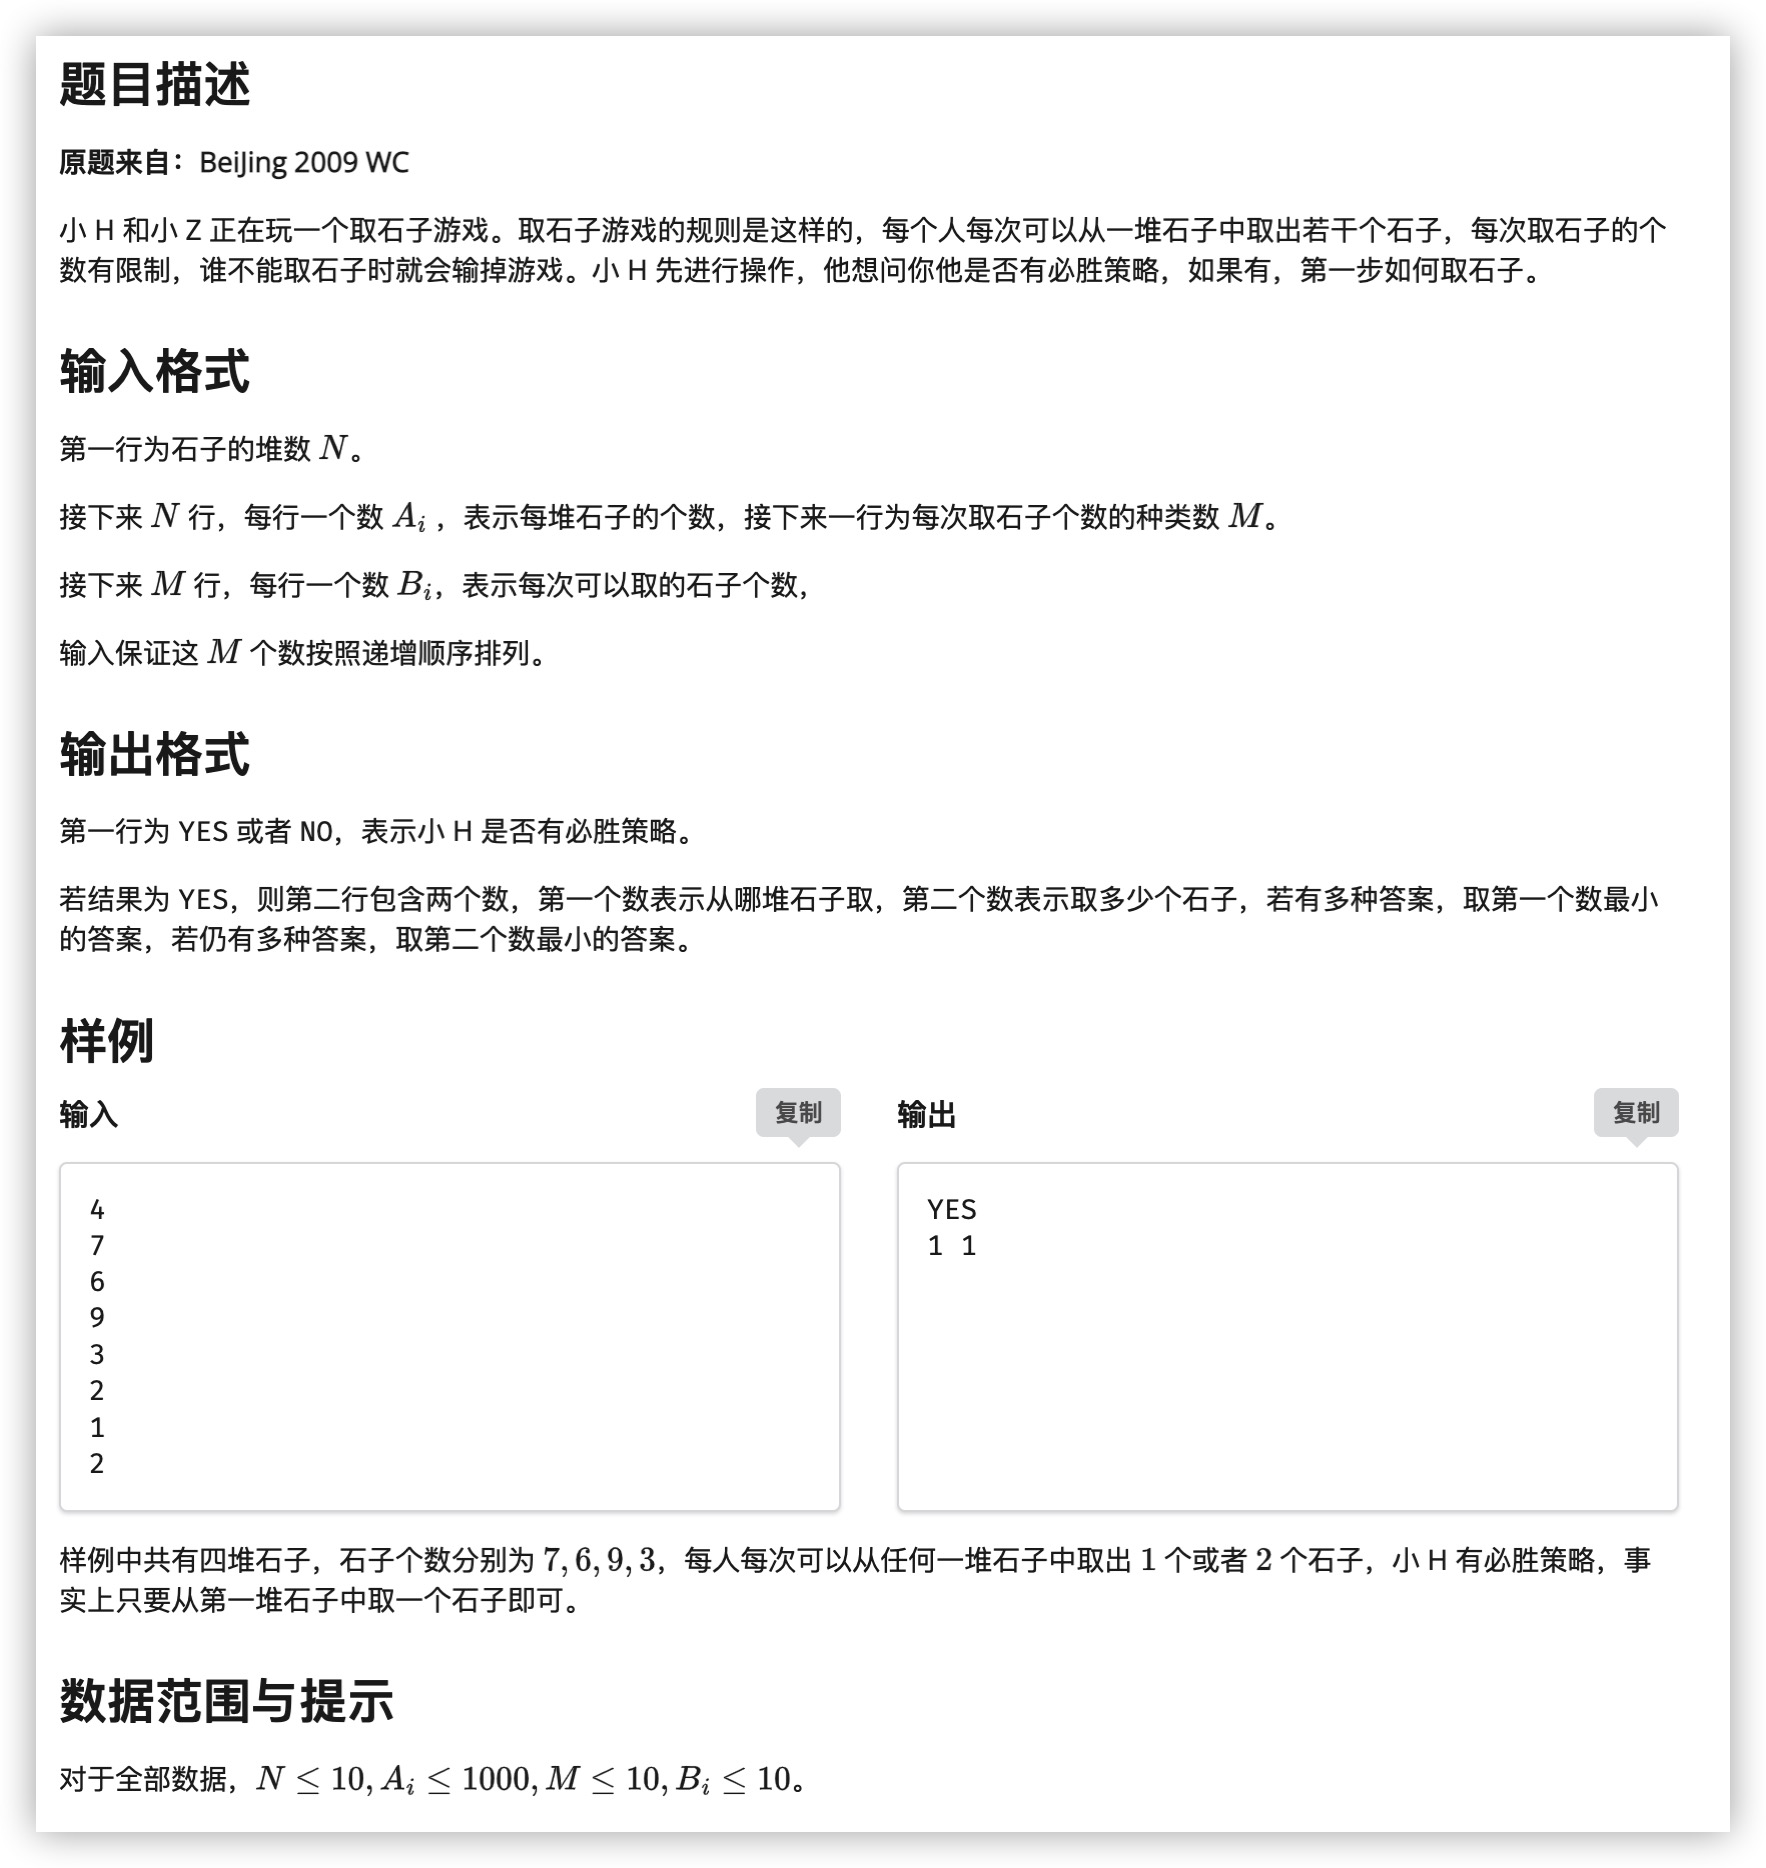 题目描述
原题来自：BeiJing 2009 WC
小 H 和小 Z 正在玩一个取石子游戏。取石子游戏的规则是这样的，每个人每次可以从一堆石子中取出若干个石子，每次取石子的个
数有限制，谁不能取石子时就会输掉游戏。小 H 先进行操作，他想问你他是否有必胜策略，如果有，第一步如何取石子。
输入格式
第一行为石子的堆数 N。
接下来 N 行，每行一个数 A_i ，表示每堆石子的个数，接下来一行为每次取石子个数的种类数 M。
接下来 M 行，每行一个数 B_i，表示每次可以取的石子个数，
输入保证这 M 个数按照递增顺序排列。
输出格式
第一行为 YES 或者 NO，表示小 H 是否有必胜策略。
若结果为 YES，则第二行包含两个数，第一个数表示从哪堆石子取，第二个数表示取多少个石子，若有多种答案，取第一个数最小
的答案，若仍有多种答案，取第二个数最小的答案。
样例
输入
复制
4
7
6
9
3
2
1
2
输出
复制
YES
1 1
样例中共有四堆石子，石子个数分别为 7, 6, 9, 3，每人每次可以从任何一堆石子中取出 1 个或者 2 个石子，小 H 有必胜策略，事
实上只要从第一堆石子中取一个石子即可。
数据范围与提示
对于全部数据，N ≤ 10, A_i ≤ 1000, M ≤ 10, B_i ≤ 10。